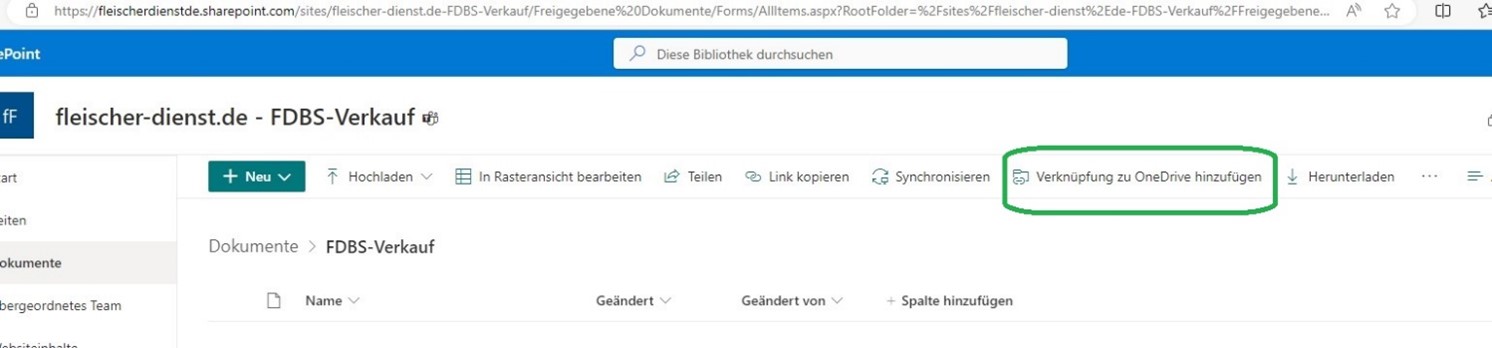 https://fleischerdienstde.sharepoint.com/sites/fleischer-dienst.de-FDBS-Verkauf/Freigegebene%20Dokumente/Forms/AllItems.aspx?RootFolder=%2Fsites%2Ffleischer-dienst%2Ede-FDBS-Verkauf%2FFreigegebene...
ePoint
Diese Bibliothek durchsuchen
fF
fleischer-dienst.de - FDBS-Verkauf
tart
+ Neu
Hochladen
In Rasteransicht bearbeiten
Teilen
Link kopieren
Synchronisieren
Verknüpfung zu OneDrive hinzufügen
Herunterladen
...
eiten
Dokumente > FDBS-Verkauf
okumente
bergeordnetes Team
Name
Geändert
Geändert von
+ Spalte hinzufügen
Websiteinhalte